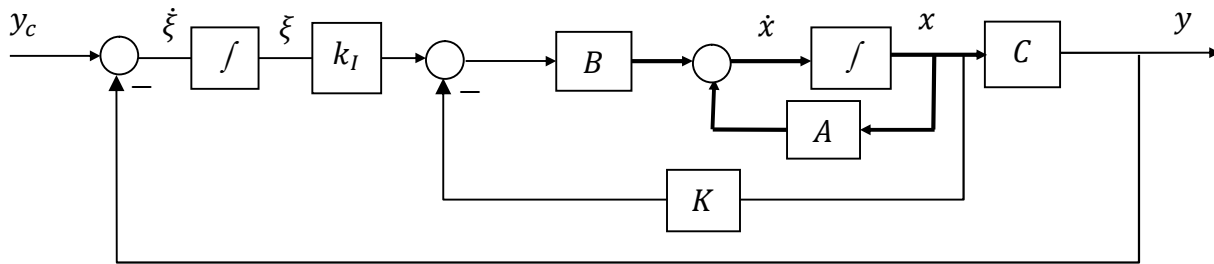 y_c
ξ̇
∫
ξ
k_I
−
−
B
ẋ
∫
x
C
y
A
K